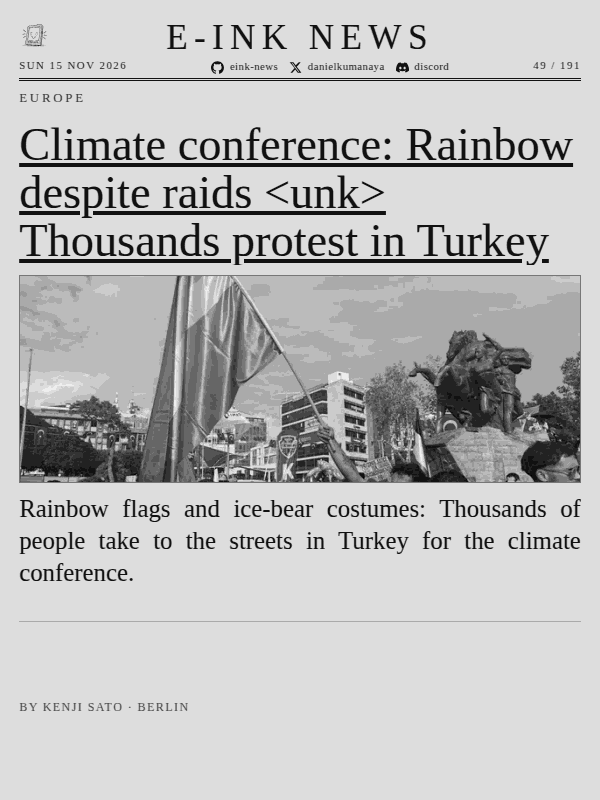 E-INK NEWS
SUN 15 NOV 2026
eink-news danielkumanaya discord
49 / 191
EUROPE
Climate conference: Rainbow
despite raids <unk>
Thousands protest in Turkey
K
Rainbow flags and ice-bear costumes: Thousands of
people take to the streets in Turkey for the climate
conference.
BY KENJI SATO · BERLIN